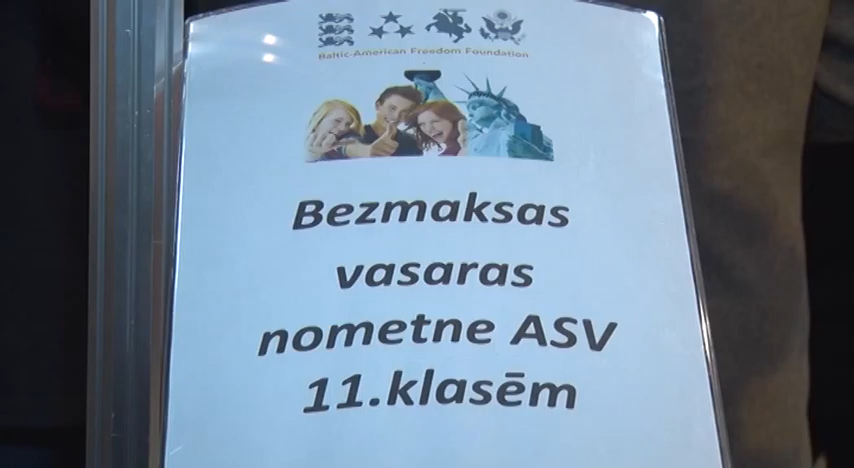 Baltic-American Freedom Foundation
Bezmaksas
vasaras
nometne ASV
11.klasēm